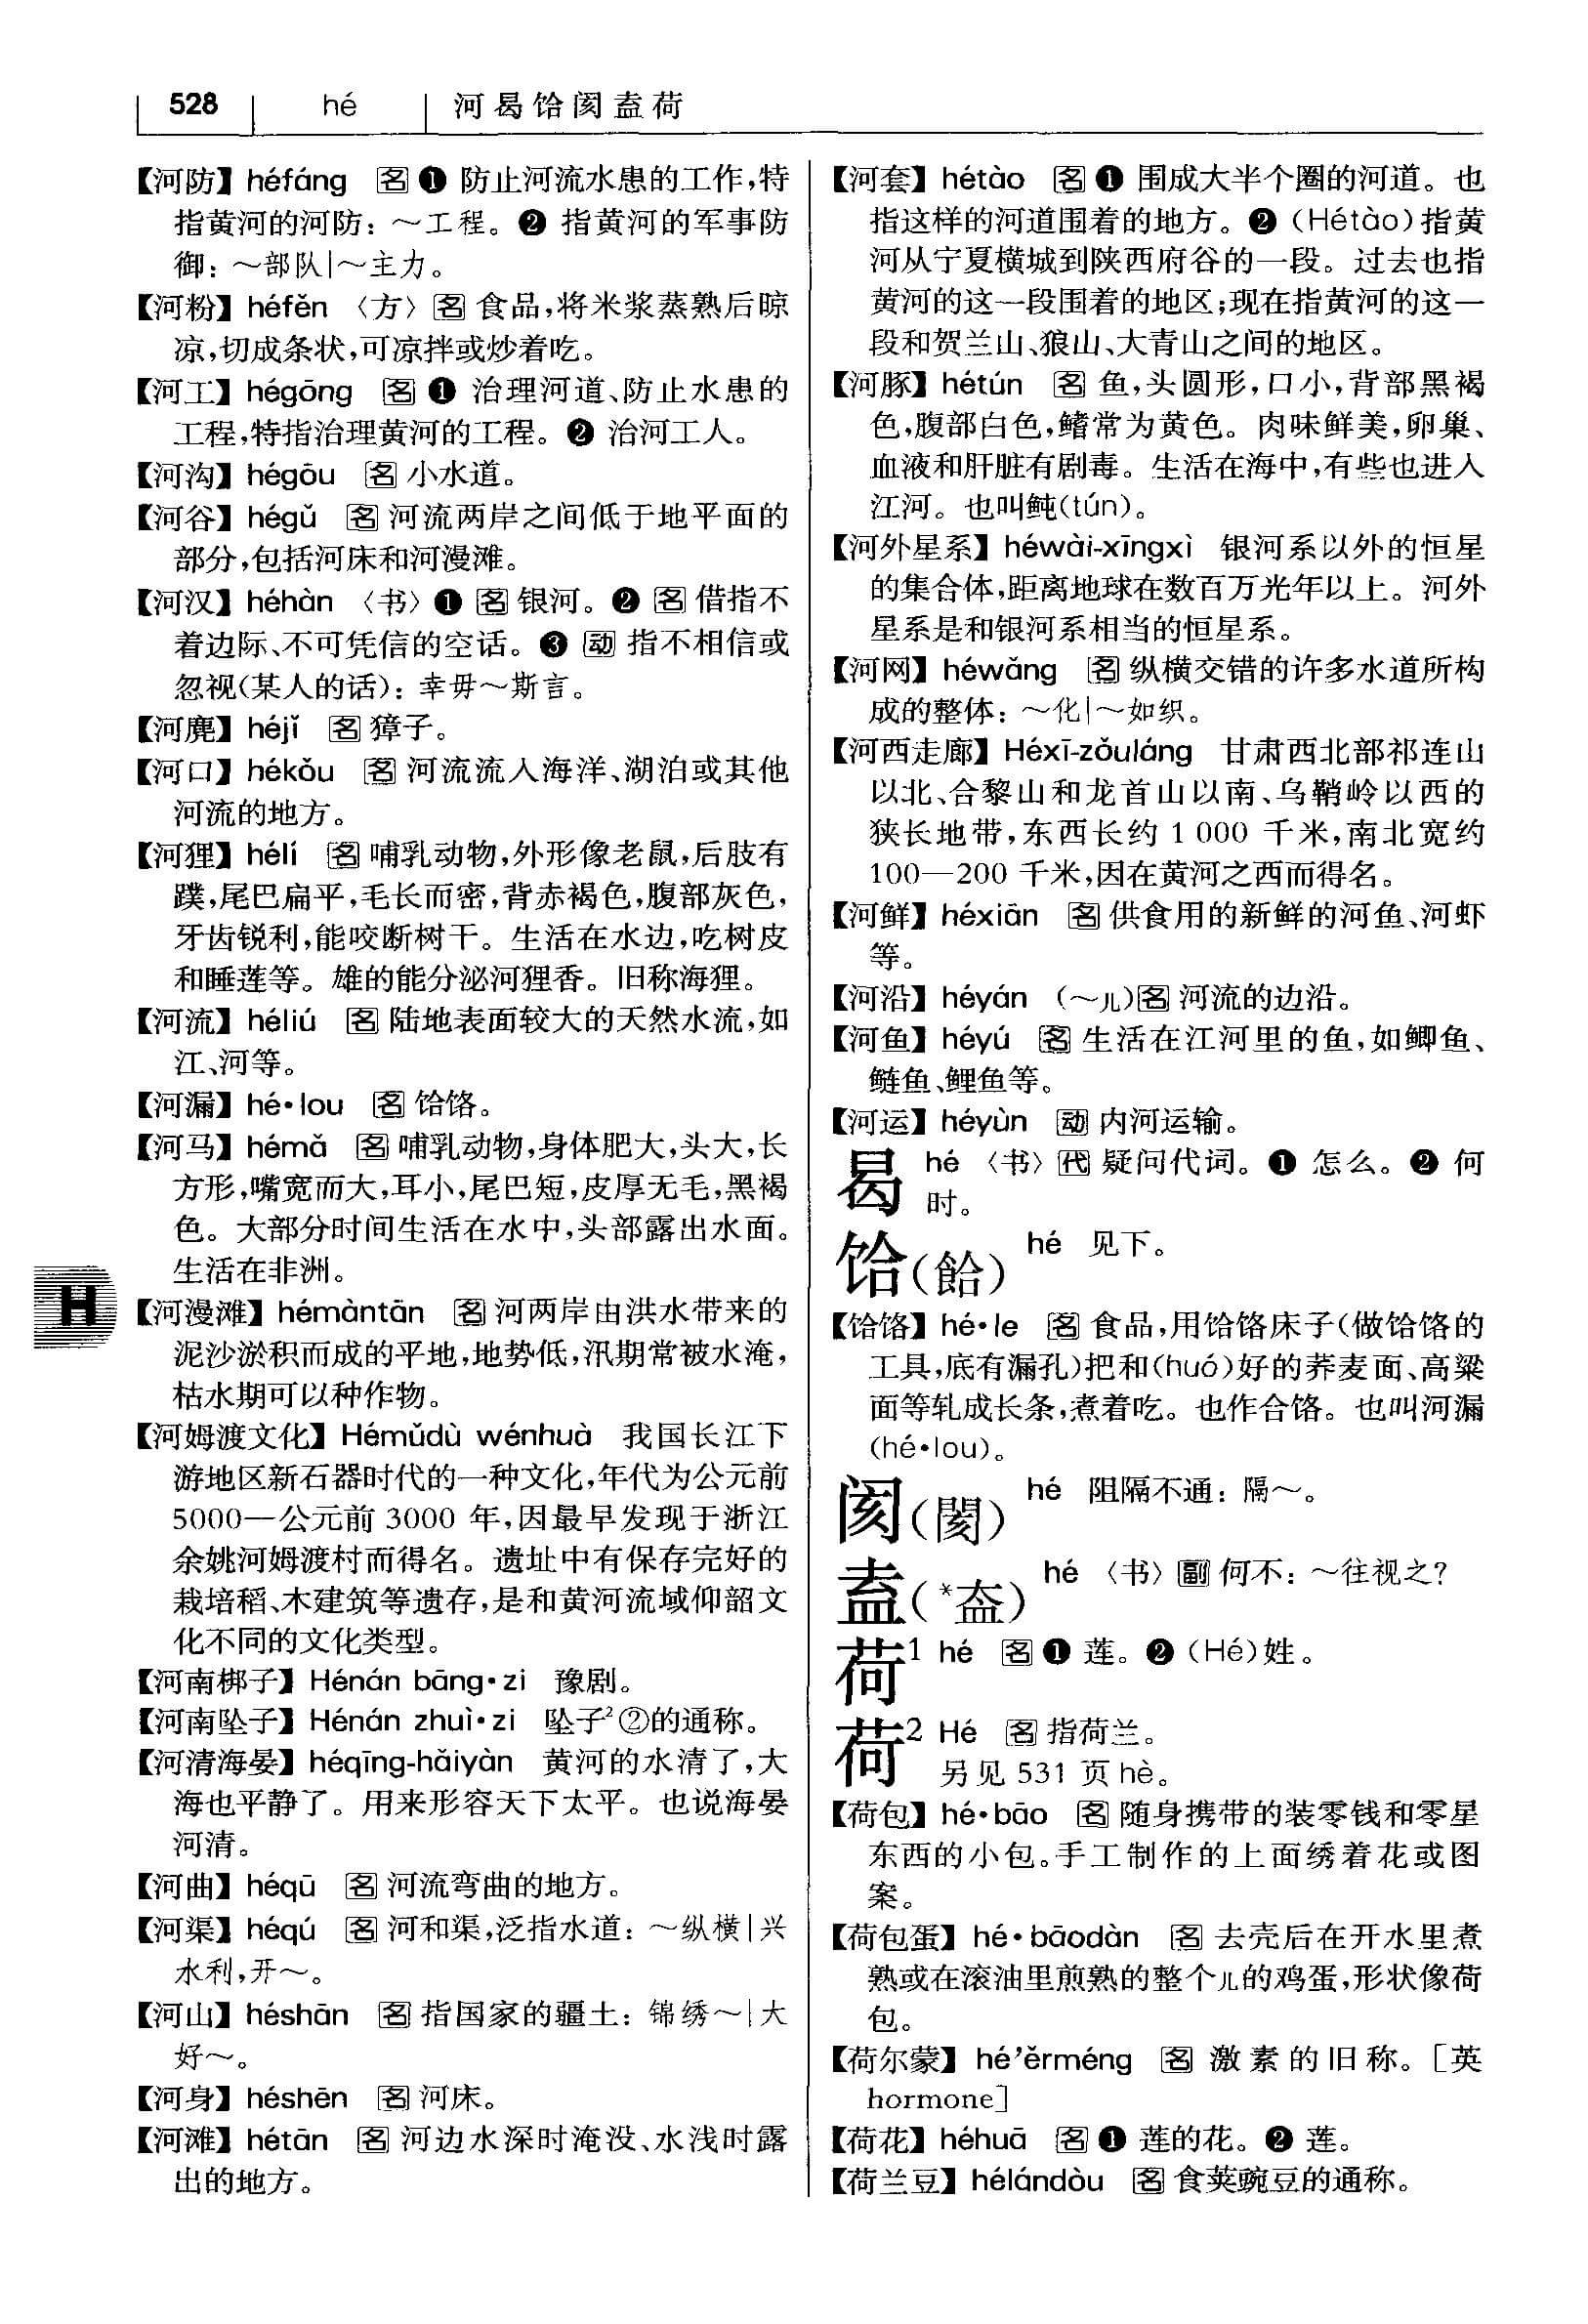 528 hé 河曷饸阂盍荷
【河防】héfáng 名❶ 防止河流水患的工作,特
指黄河的河防：～工程。❷ 指黄河的军事防
御：～部队|～主力。
【河粉】héfěn 〈方〉名 食品,将米浆蒸熟后晾
凉,切成条状,可凉拌或炒着吃。
【河工】hégōng 名❶ 治理河道、防止水患的
工程,特指治理黄河的工程。❷ 治河工人。
【河沟】hégōu 名 小水道。
【河谷】hégǔ 名 河流两岸之间低于地平面的
部分,包括河床和河漫滩。
【河汉】héhàn 〈书〉❶ 名 银河。❷ 名 借指不
着边际、不可凭信的空话。❸ 动 指不相信或
忽视(某人的话)：幸毋～斯言。
【河麂】héjǐ 名 獐子。
【河口】hékǒu 名 河流流入海洋、湖泊或其他
河流的地方。
【河狸】hélí 名 哺乳动物,外形像老鼠,后肢有
蹼,尾巴扁平,毛长而密,背赤褐色,腹部灰色,
牙齿锐利,能咬断树干。生活在水边,吃树皮
和睡莲等。雄的能分泌河狸香。旧称海狸。
【河流】héliú 名 陆地表面较大的天然水流,如
江、河等。
【河漏】hé•lou 名 饸饹。
【河马】hémǎ 名 哺乳动物,身体肥大,头大,长
方形,嘴宽而大,耳小,尾巴短,皮厚无毛,黑褐
色。大部分时间生活在水中,头部露出水面。
生活在非洲。
H
【河漫滩】hémàntān 名 河两岸由洪水带来的
泥沙淤积而成的平地,地势低,汛期常被水淹,
枯水期可以种作物。
【河姆渡文化】Hémǔdù wénhuà 我国长江下
游地区新石器时代的一种文化,年代为公元前
5000—公元前 3000 年,因最早发现于浙江
余姚河姆渡村而得名。遗址中有保存完好的
栽培稻、木建筑等遗存,是和黄河流域仰韶文
化不同的文化类型。
【河南梆子】Hénán bāng•zi 豫剧。
【河南坠子】Hénán zhuì•zi 坠子²②的通称。
【河清海晏】héqīng-hǎiyàn 黄河的水清了,大
海也平静了。用来形容天下太平。也说海晏
河清。
【河曲】héqū 名 河流弯曲的地方。
【河渠】héqú 名 河和渠,泛指水道：～纵横|兴
水利,开～。
【河山】héshān 名 指国家的疆土：锦绣～|大
好～。
【河身】héshēn 名 河床。
【河滩】hétān 名 河边水深时淹没、水浅时露
出的地方。
【河套】hétào 名❶ 围成大半个圈的河道。也
指这样的河道围着的地方。❷(Hétào)指黄
河从宁夏横城到陕西府谷的一段。过去也指
黄河的这一段围着的地区;现在指黄河的这一
段和贺兰山、狼山、大青山之间的地区。
【河豚】hétún 名 鱼,头圆形,口小,背部黑褐
色,腹部白色,鳍常为黄色。肉味鲜美,卵巢、
血液和肝脏有剧毒。生活在海中,有些也进入
江河。也叫鲀(tún)。
【河外星系】héwài-xīngxì 银河系以外的恒星
的集合体,距离地球在数百万光年以上。河外
星系是和银河系相当的恒星系。
【河网】héwǎng 名 纵横交错的许多水道所构
成的整体：～化|～如织。
【河西走廊】Héxī-zǒuláng 甘肃西北部祁连山
以北、合黎山和龙首山以南、乌鞘岭以西的
狭长地带,东西长约 1 000 千米,南北宽约
100—200 千米,因在黄河之西而得名。
【河鲜】héxiān 名 供食用的新鲜的河鱼、河虾
等。
【河沿】héyán (～儿)名 河流的边沿。
【河鱼】héyú 名 生活在江河里的鱼,如鲫鱼、
鲢鱼、鲤鱼等。
【河运】héyùn 动 内河运输。
曷 hé 〈书〉代 疑问代词。❶ 怎么。❷ 何
时。
饸(餄) hé 见下。
【饸饹】hé•le 名 食品,用饸饹床子(做饸饹的
工具,底有漏孔)把和(huó)好的荞麦面、高粱
面等轧成长条,煮着吃。也作合饹。也叫河漏
(hé•lou)。
阂(閡) hé 阻隔不通：隔～。
盍(*盇) hé 〈书〉副 何不：～往视之?
荷¹ hé 名❶ 莲。❷(Hé)姓。
荷² Hé 名 指荷兰。
另见 531 页 hè。
【荷包】hé•bāo 名 随身携带的装零钱和零星
东西的小包。手工制作的上面绣着花或图
案。
【荷包蛋】hé•bāodàn 名 去壳后在开水里煮
熟或在滚油里煎熟的整个儿的鸡蛋,形状像荷
包。
【荷尔蒙】hé’ěrméng 名 激素的旧称。[英
hormone]
【荷花】héhuā 名❶ 莲的花。❷ 莲。
【荷兰豆】hélándòu 名 食荚豌豆的通称。